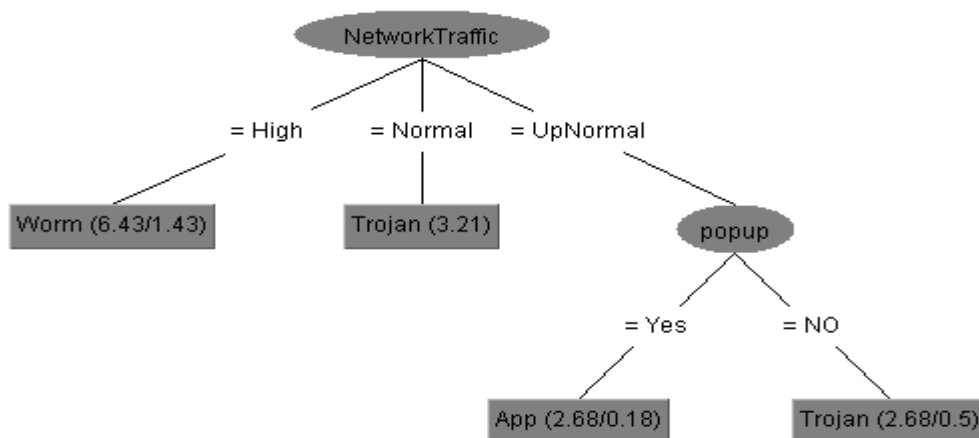 NetworkTraffic
= High
= Normal
= UpNormal
Worm (6.43/1.43)
Trojan (3.21)
popup
= Yes
= NO
App (2.68/0.18)
Trojan (2.68/0.5)